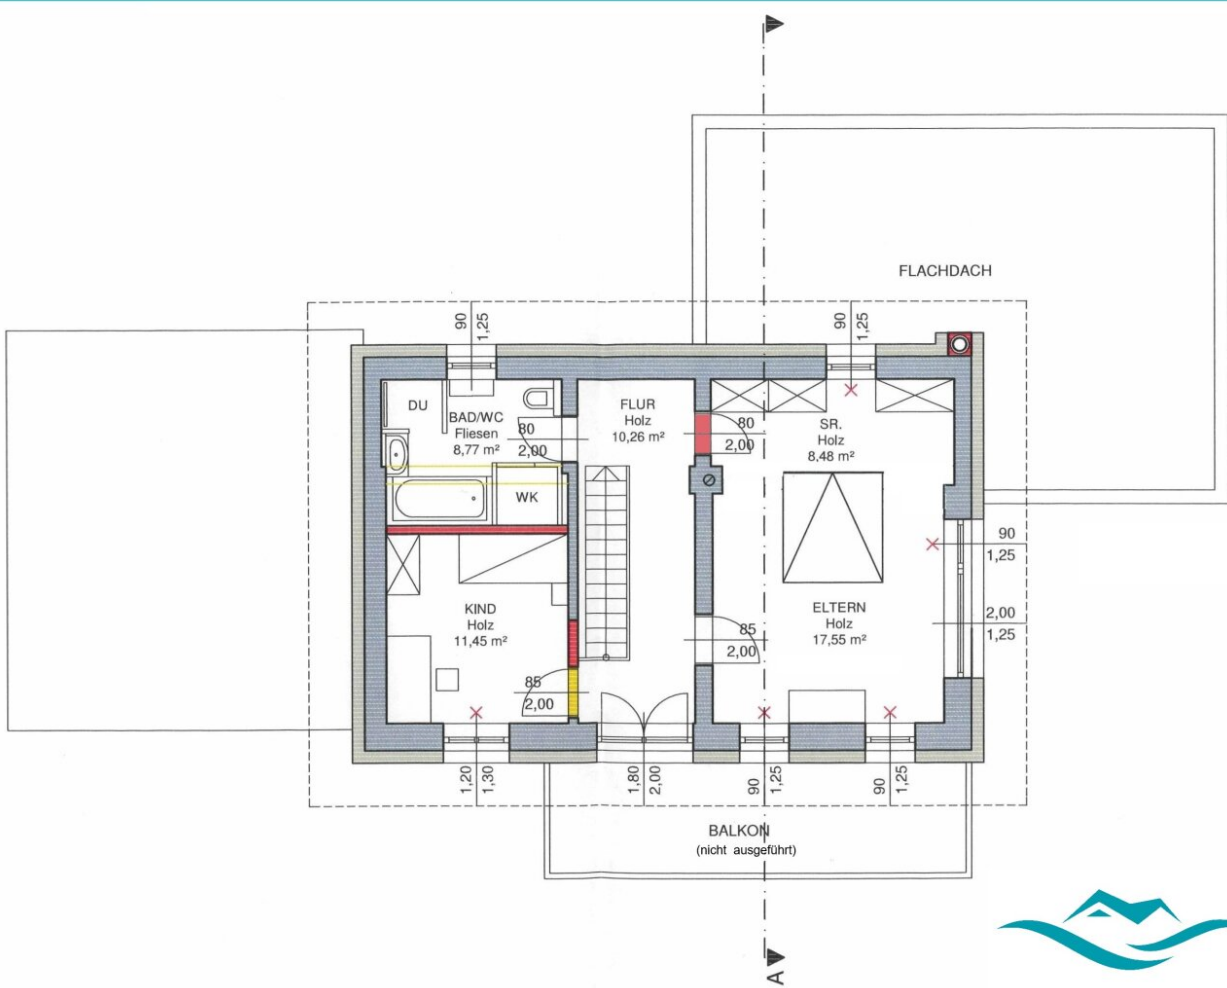 FLACHDACH
90
1,25
90
1,25
DU
BAD/WC
Fliesen
8,77 m²
80
2,00
FLUR
Holz
10,26 m²
80
2,00
SR.
Holz
8,48 m²
WK
90
1,25
KIND
Holz
11,45 m²
ELTERN
Holz
17,55 m²
2,00
1,25
85
2,00
85
2,00
1,20
1,30
1,80
2,00
90
1,25
90
1,25
BALKON
(nicht ausgeführt)
A